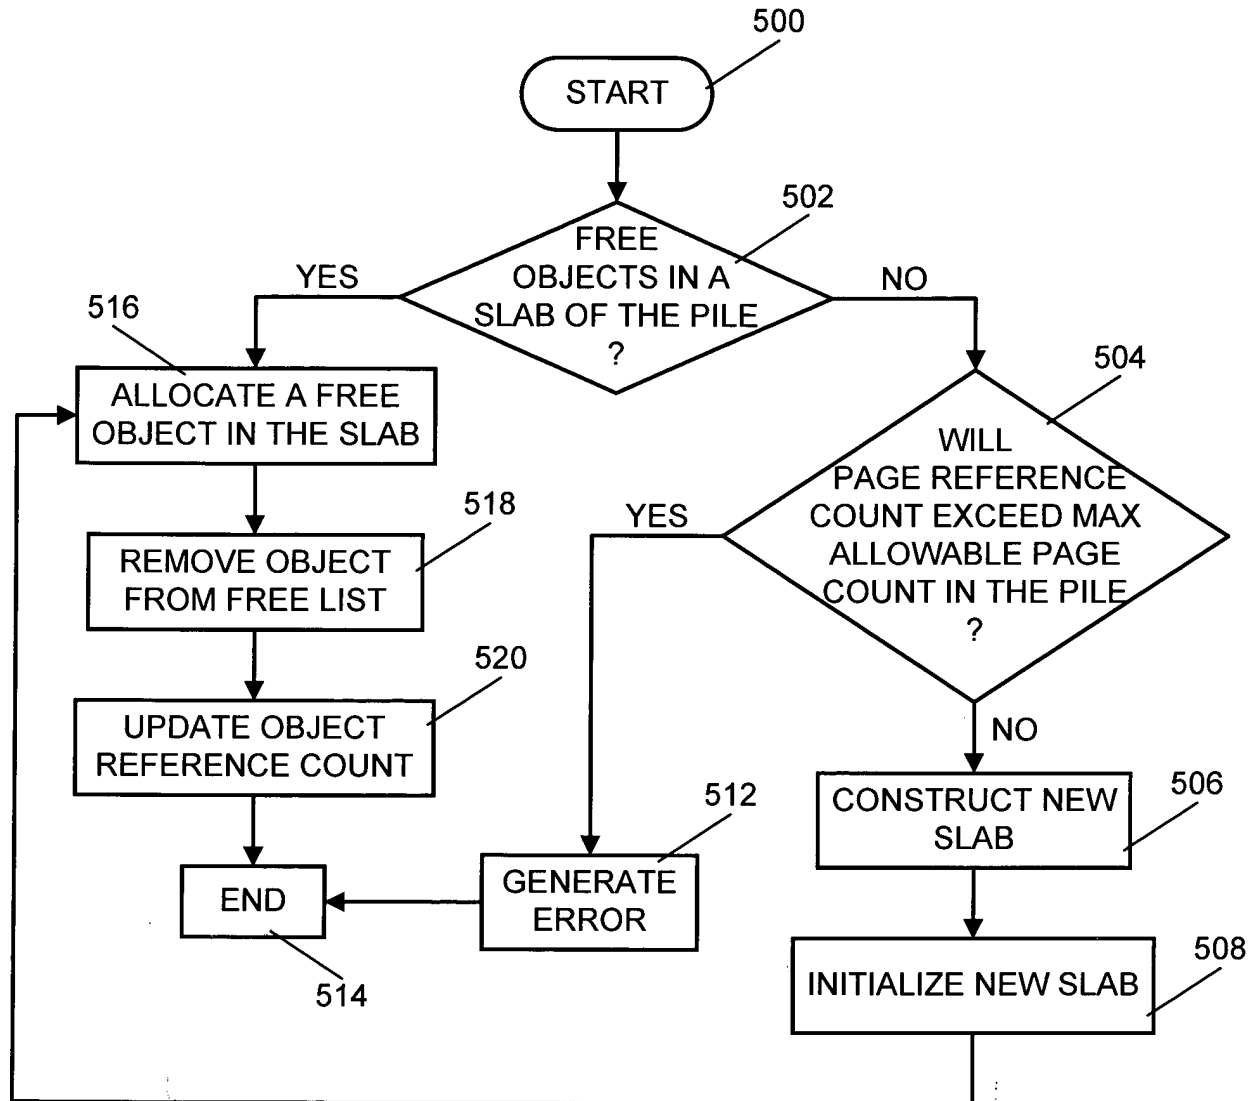 500
START
502
FREE
OBJECTS IN A
SLAB OF THE PILE
?
YES
NO
516
ALLOCATE A FREE
OBJECT IN THE SLAB
504
WILL
PAGE REFERENCE
COUNT EXCEED MAX
ALLOWABLE PAGE
COUNT IN THE PILE
?
YES
NO
518
REMOVE OBJECT
FROM FREE LIST
520
UPDATE OBJECT
REFERENCE COUNT
512
GENERATE
ERROR
END
514
506
CONSTRUCT NEW
SLAB
508
INITIALIZE NEW SLAB